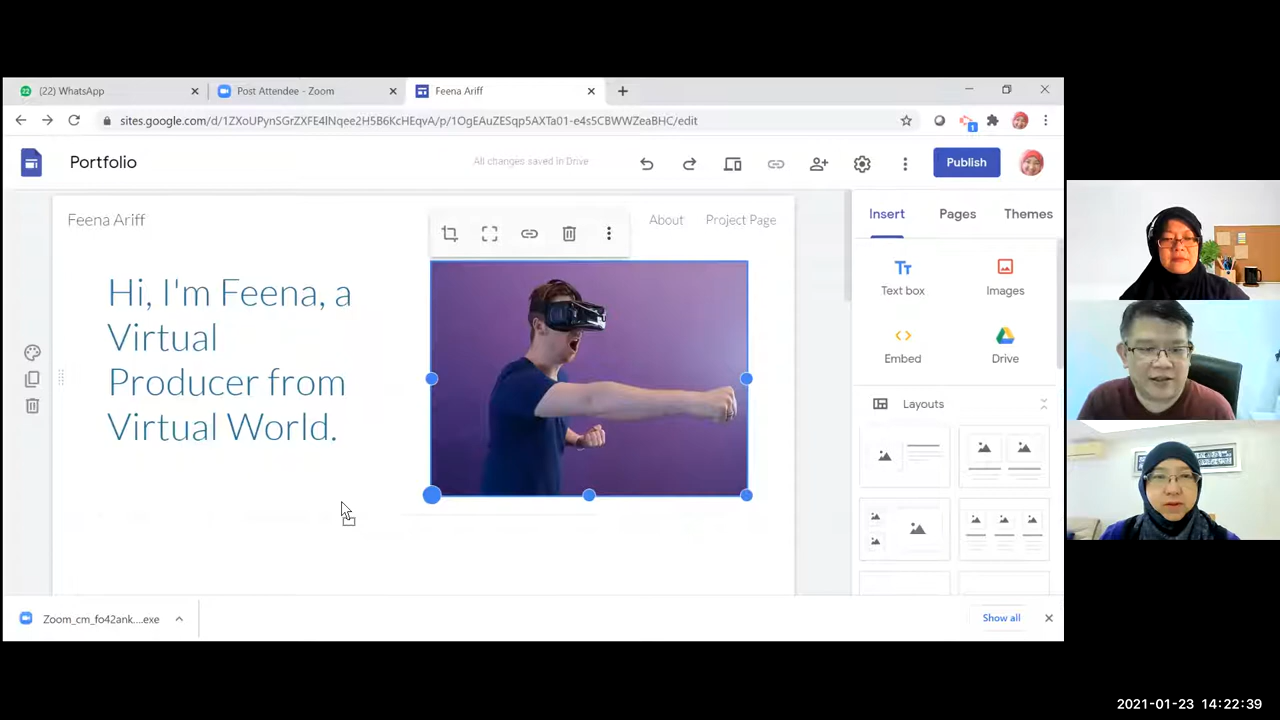 (22) WhatsApp
Post Attendee - Zoom
Feena Ariff
sites.google.com/d/1ZXoUPynSGrZXFE4lNqee2H5B6KcHEqvA/p/1OgEAuZESqp5AXTa01-e4s5CBWWZeaBHC/edit
1
Portfolio
All changes saved in Drive
Publish
Feena Ariff
About
Project Page
Insert
Pages
Themes
Hi, I'm Feena, a
Virtual
Producer from
Virtual World.
Text box
Images
Embed
Drive
Layouts
Zoom_cm_fo42ank....exe
Show all
2021-01-23 14:22:39